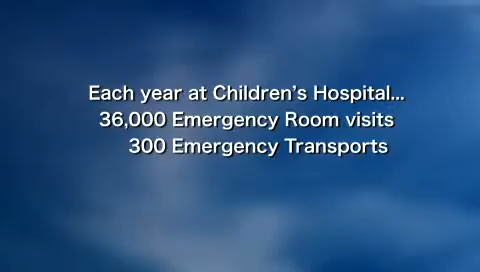 Each year at Children's Hospital...
36,000 Emergency Room visits
300 Emergency Transports